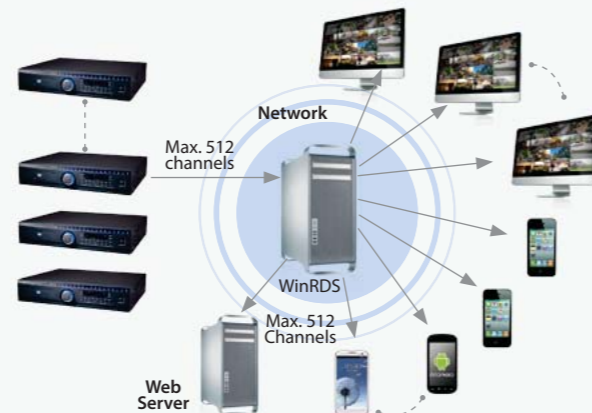 Network
Max. 512
channels
WinRDS
Max. 512
Channels
Web
Server